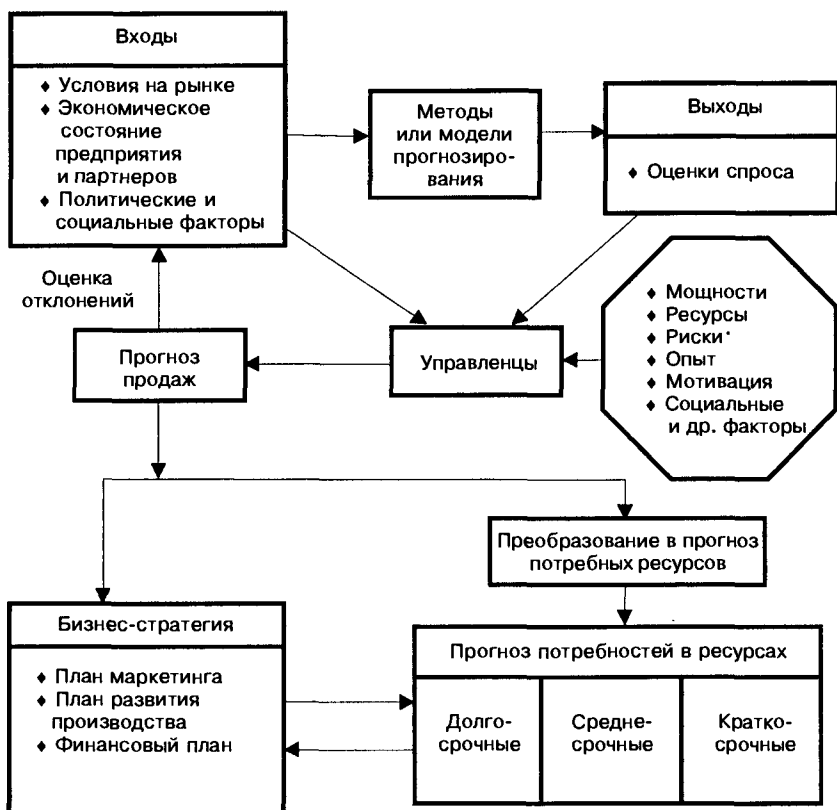 Входы
♦ Условия на рынке
♦ Экономическое
состояние
предприятия
и партнеров
♦ Политические и
социальные факторы
Методы
или модели
прогнозиро-
вания
Выходы
♦ Оценки спроса
Оценка
отклонений
Прогноз
продаж
Управленцы
♦ Мощности
♦ Ресурсы
♦ Риски
♦ Опыт
♦ Мотивация
♦ Социальные
и др. факторы
Преобразование в прогноз
потребных ресурсов
Бизнес-стратегия
♦ План маркетинга
♦ План развития
производства
♦ Финансовый план
Прогноз потребностей в ресурсах
Долго-
срочные
Средне-
срочные
Кратко-
срочные